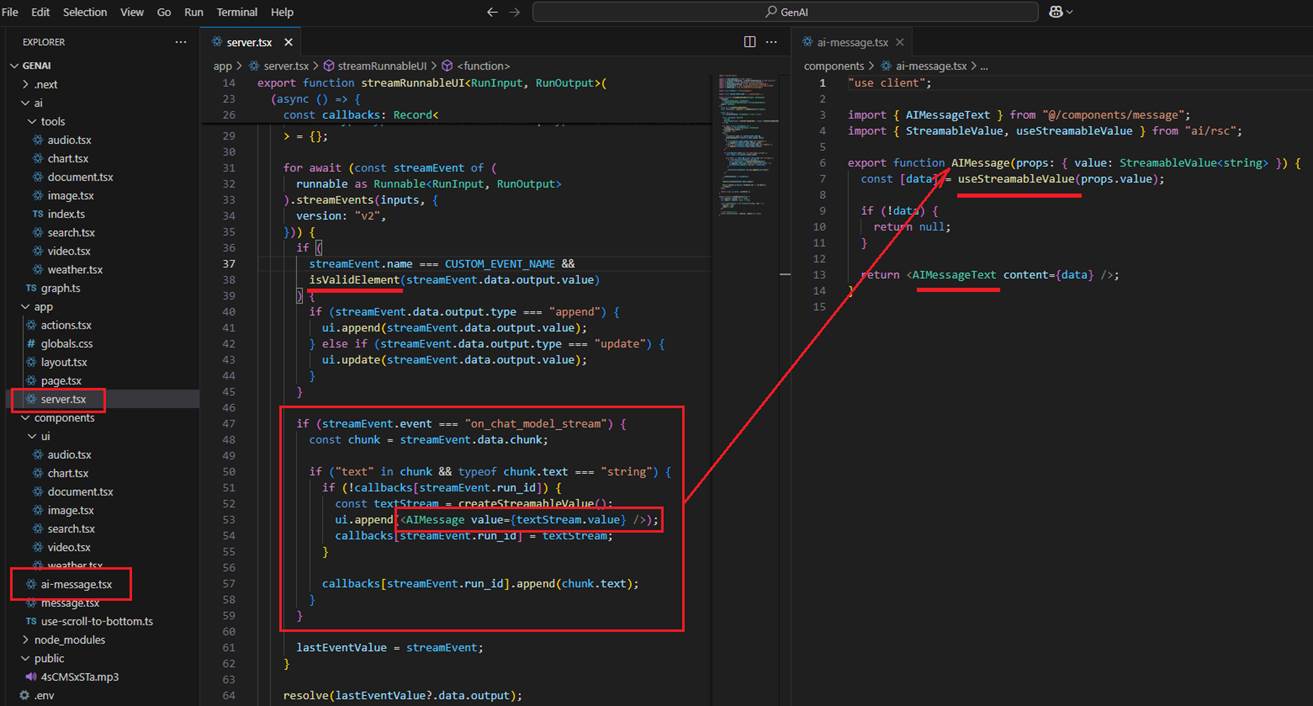 File Edit Selection View Go Run Terminal Help
GenAI
EXPLORER
GENAI
.next
ai
tools
audio.tsx
chart.tsx
document.tsx
image.tsx
TS index.ts
search.tsx
video.tsx
weather.tsx
TS graph.ts
app
actions.tsx
# globals.css
layout.tsx
page.tsx
server.tsx
components
ui
audio.tsx
chart.tsx
document.tsx
image.tsx
search.tsx
video.tsx
weather.tsx
ai-message.tsx
message.tsx
TS use-scroll-to-bottom.ts
node_modules
public
4sCMSxSTa.mp3
.env
server.tsx
app > server.tsx > streamRunnableUI > <function>
14 export function streamRunnableUI<RunInput, RunOutput>(
23 (async () => {
26 const callbacks: Record<
29 > = {};
30
31 for await (const streamEvent of (
32 runnable as Runnable<RunInput, RunOutput>
33 ).streamEvents(inputs, {
34 version: "v2",
35 })) {
36 if (
37 streamEvent.name === CUSTOM_EVENT_NAME &&
38 isValidElement(streamEvent.data.output.value)
39 ) {
40 if (streamEvent.data.output.type === "append") {
41 ui.append(streamEvent.data.output.value);
42 } else if (streamEvent.data.output.type === "update") {
43 ui.update(streamEvent.data.output.value);
44 }
45 }
46
47 if (streamEvent.event === "on_chat_model_stream") {
48 const chunk = streamEvent.data.chunk;
49
50 if ("text" in chunk && typeof chunk.text === "string") {
51 if (!callbacks[streamEvent.run_id]) {
52 const textStream = createStreamableValue();
53 ui.append(<AIMessage value={textStream.value} />);
54 callbacks[streamEvent.run_id] = textStream;
55 }
56
57 callbacks[streamEvent.run_id].append(chunk.text);
58 }
59 }
60
61 lastEventValue = streamEvent;
62 }
63
64 resolve(lastEventValue?.data.output);
ai-message.tsx
components > ai-message.tsx > ...
1 "use client";
2
3 import { AIMessageText } from "@/components/message";
4 import { StreamableValue, useStreamableValue } from "ai/rsc";
5
6 export function AIMessage(props: { value: StreamableValue<string> }) {
7 const [data] = useStreamableValue(props.value);
8
9 if (!data) {
10 return null;
11 }
12
13 return <AIMessageText content={data} />;
14 }
15